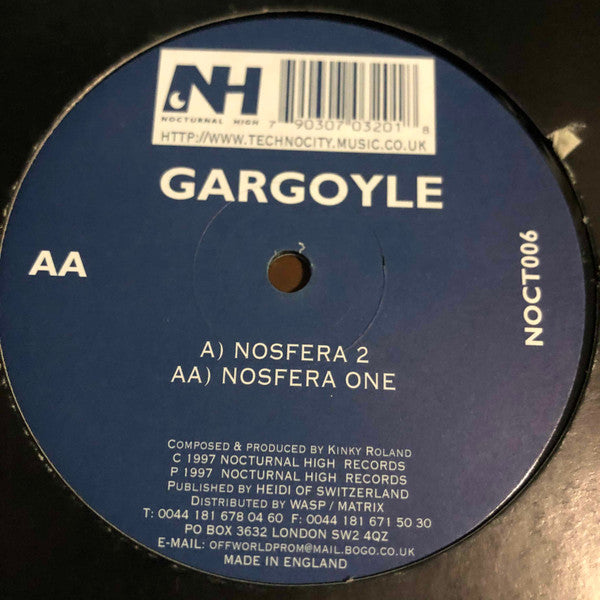 NH
NOCTURNAL HIGH
7 90307 03201 8
HTTP://WWW.TECHNOCITY.MUSIC.CO.UK
GARGOYLE
AA
NOCT006
A) NOSFERA 2
AA) NOSFERA ONE
COMPOSED & PRODUCED BY KINKY ROLAND
C 1997 NOCTURNAL HIGH RECORDS
P 1997 NOCTURNAL HIGH RECORDS
PUBLISHED BY HEIDI OF SWITZERLAND
DISTRIBUTED BY WASP / MATRIX
T: 0044 181 678 04 60 F: 0044 181 671 50 30
PO BOX 3632 LONDON SW2 4QZ
E-MAIL: OFFWORLDPROM@MAIL.BOGO.CO.UK
MADE IN ENGLAND